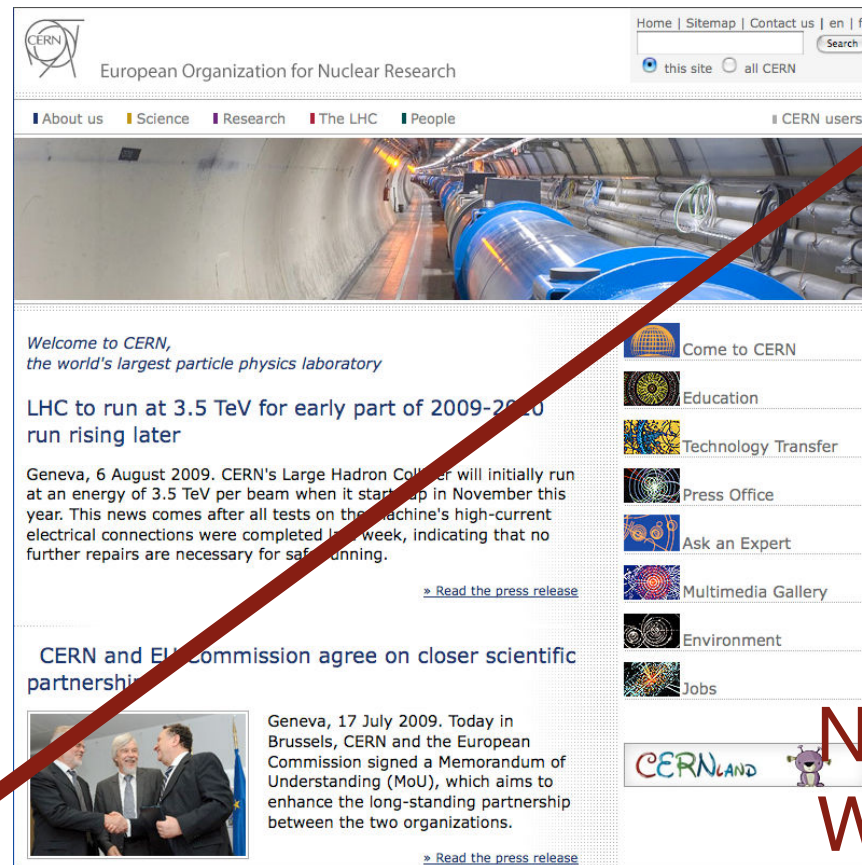 CERN
European Organization for Nuclear Research
Home | Sitemap | Contact us | en |
Search
this site all CERN
About us Science Research The LHC People CERN users
Welcome to CERN,
the world's largest particle physics laboratory
LHC to run at 3.5 TeV for early part of 2009-2010
run rising later
Geneva, 6 August 2009. CERN's Large Hadron Collider will initially run
at an energy of 3.5 TeV per beam when it starts up in November this
year. This news comes after all tests on the machine's high-current
electrical connections were completed last week, indicating that no
further repairs are necessary for safe running.
» Read the press release
CERN and EU Commission agree on closer scientific
partnership
Geneva, 17 July 2009. Today in
Brussels, CERN and the European
Commission signed a Memorandum of
Understanding (MoU), which aims to
enhance the long-standing partnership
between the two organizations.
» Read the press release
Come to CERN
Education
Technology Transfer
Press Office
Ask an Expert
Multimedia Gallery
Environment
Jobs
CERNLAND
N
W